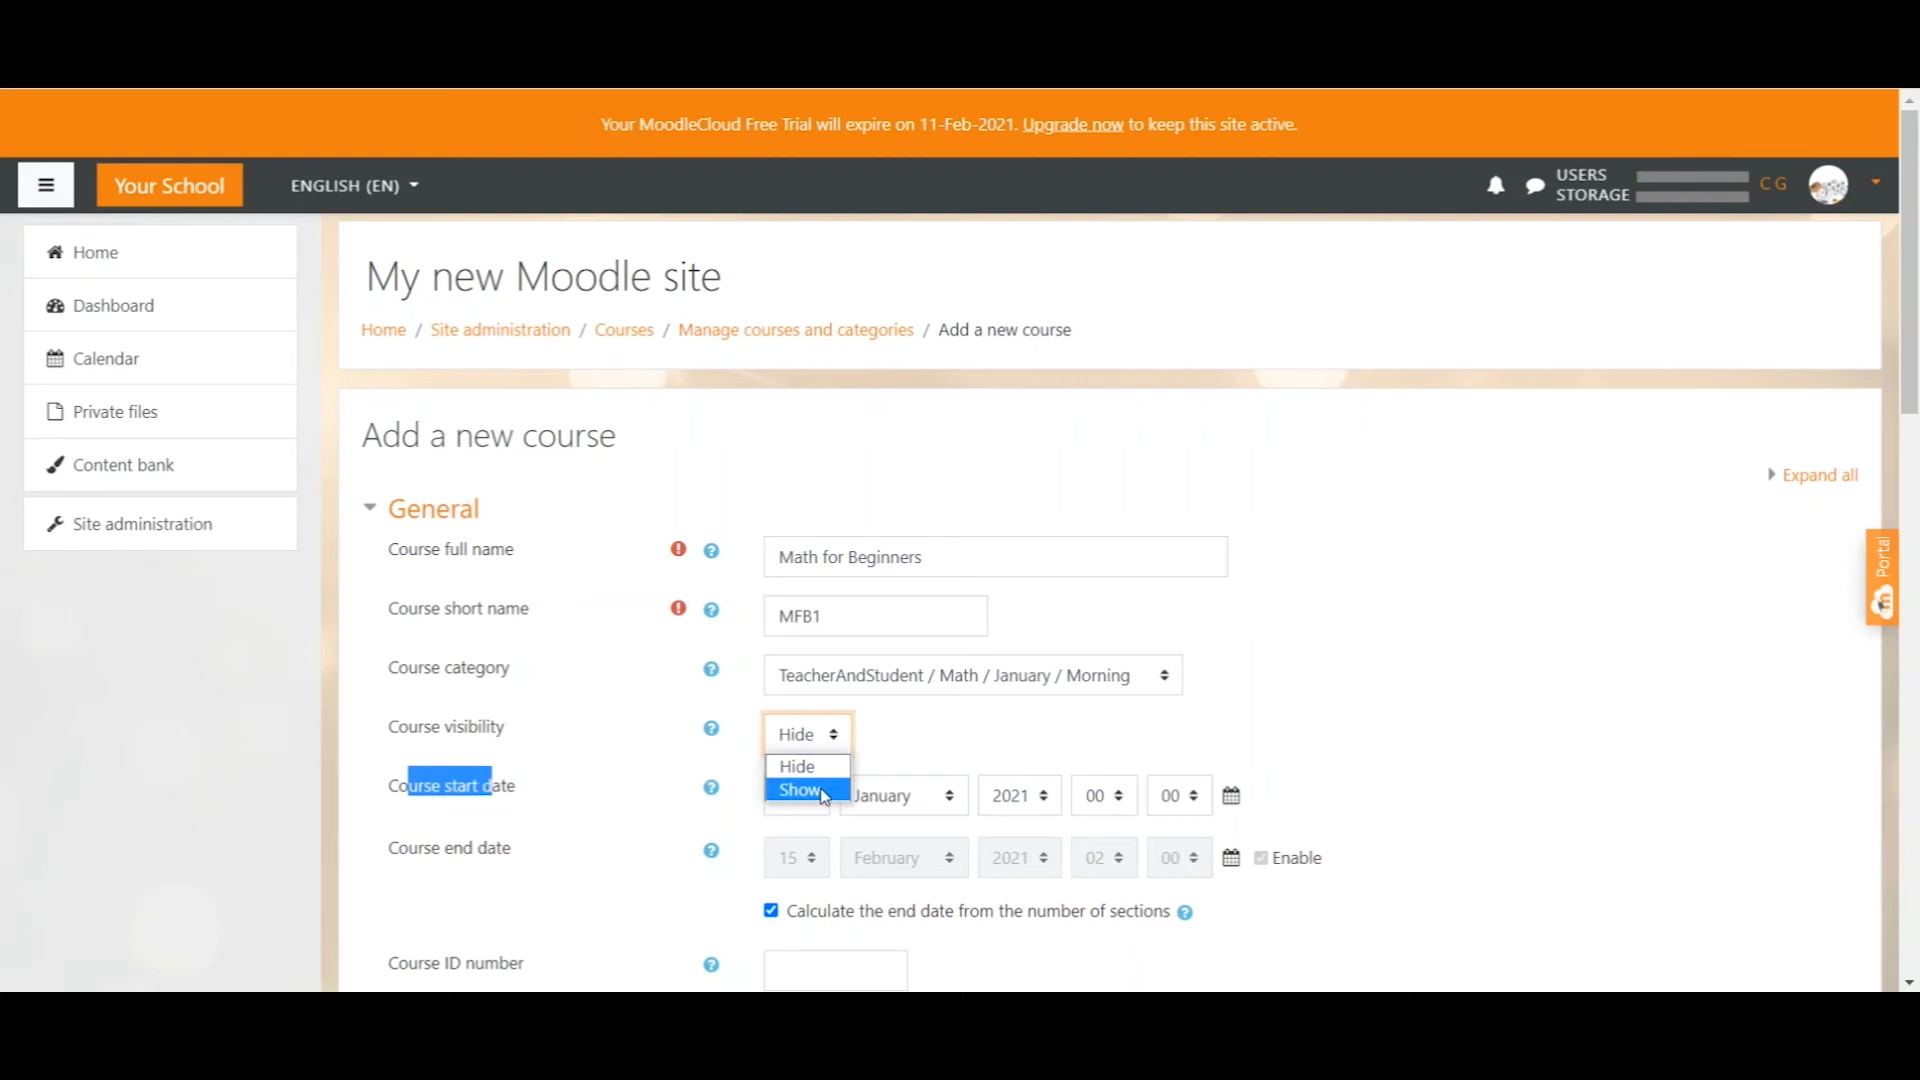 Your MoodleCloud Free Trial will expire on 11-Feb-2021. Upgrade now to keep this site active.
Your School
ENGLISH (EN)
USERS
STORAGE
C G
Home
Dashboard
Calendar
Private files
Content bank
Site administration
My new Moodle site
Home / Site administration / Courses / Manage courses and categories / Add a new course
Add a new course
Expand all
General
Course full name
Math for Beginners
Course short name
MFB1
Course category
TeacherAndStudent / Math / January / Morning
Course visibility
Hide
Hide
Show
Course start date
January 2021 00 00
Course end date
15 February 2021 02 00 Enable
Calculate the end date from the number of sections
Course ID number
Portal